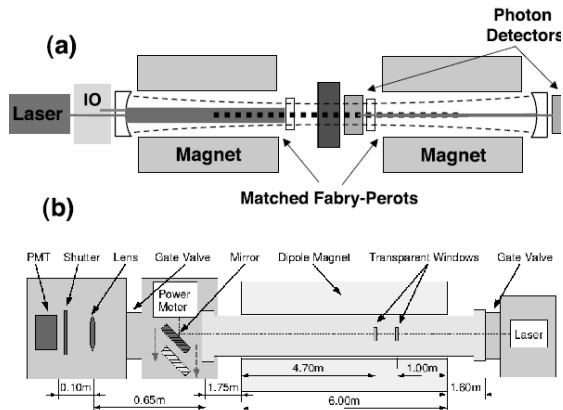 (a)
Photon
Detectors
Laser
IO
Magnet
Magnet
Matched Fabry-Perots
(b)
PMT
Shutter
Lens
Gate Valve
Mirror
Dipole Magnet
Transparent Windows
Gate Valve
Power
Meter
Laser
4.70m
1.00m
0.10m
1.75m
1.60m
0.65m
6.00m